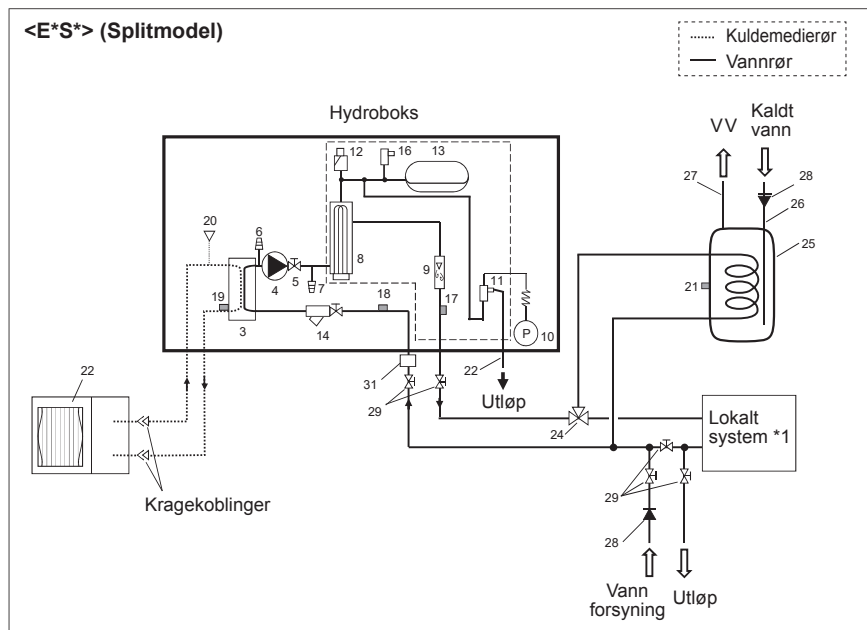 <E*S*> (Splitmodel)
Kuldemedierør
Vannrør
Hydroboks
VV
Kaldt
vann
12
16
13
28
27
26
20
6
8
25
9
4
5
7
11
21
19
18
17
3
14
P
10
22
31
22
29
Utløp
24
Lokalt
system *1
Kragekoblinger
29
28
Vann
forsyning
Utløp